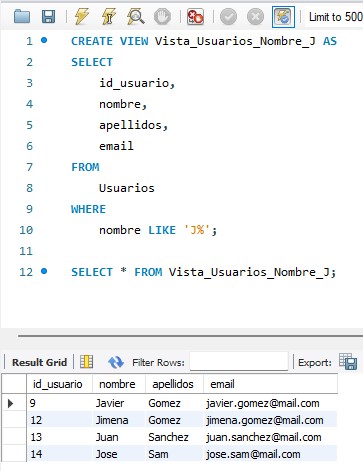 Limit to 500
1 CREATE VIEW Vista_Usuarios_Nombre_J AS
2 SELECT
3 id_usuario,
4 nombre,
5 apellidos,
6 email
7 FROM
8 Usuarios
9 WHERE
10 nombre LIKE 'J%';
11
12 SELECT * FROM Vista_Usuarios_Nombre_J;
Result Grid Filter Rows: Export:
id_usuario nombre apellidos email
9 Javier Gomez javier.gomez@mail.com
12 Jimena Gomez jimena.gomez@mail.com
13 Juan Sanchez juan.sanchez@mail.com
14 Jose Sam jose.sam@mail.com